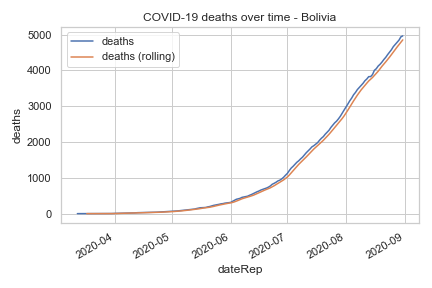 COVID-19 deaths over time - Bolivia
deaths
deaths (rolling)
5000
4000
3000
2000
1000
0
deaths
2020-04
2020-05
2020-06
2020-07
2020-08
2020-09
dateRep